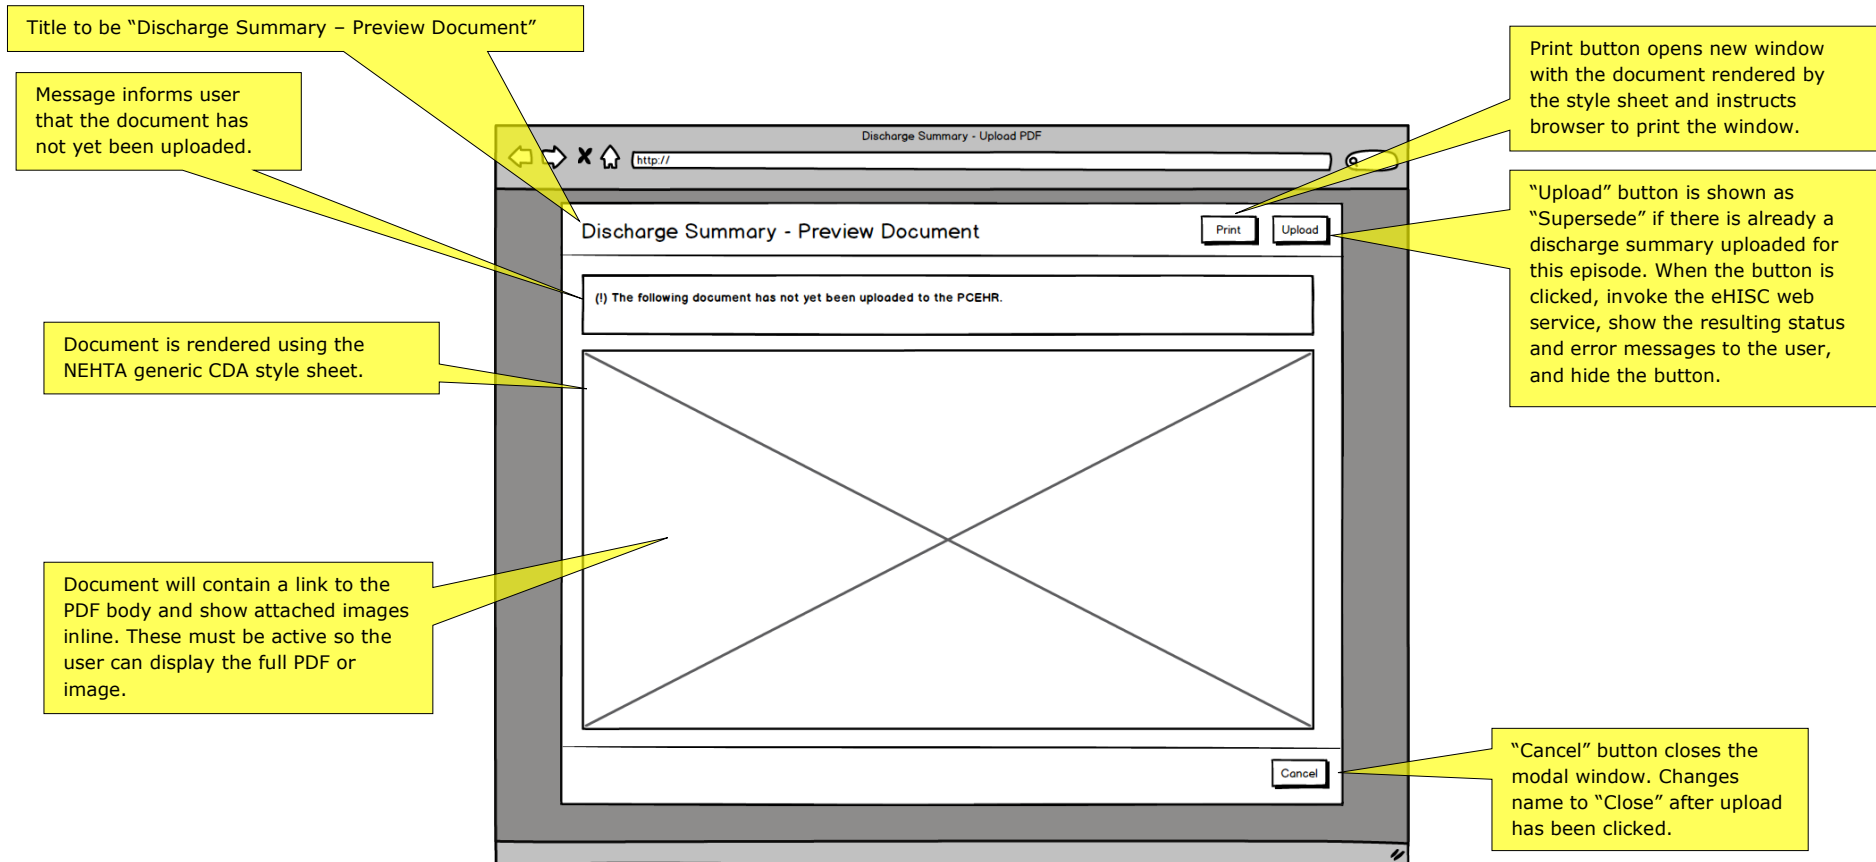 Title to be “Discharge Summary – Preview Document”
Message informs user
that the document has
not yet been uploaded.
Print button opens new window
with the document rendered by
the style sheet and instructs
browser to print the window.
Discharge Summary - Upload PDF
http://
Discharge Summary - Preview Document
Print
Upload
“Upload” button is shown as
“Supersede” if there is already a
discharge summary uploaded for
this episode. When the button is
clicked, invoke the eHISC web
service, show the resulting status
and error messages to the user,
and hide the button.
(!) The following document has not yet been uploaded to the PCEHR.
Document is rendered using the
NEHTA generic CDA style sheet.
Document will contain a link to the
PDF body and show attached images
inline. These must be active so the
user can display the full PDF or
image.
Cancel
“Cancel” button closes the
modal window. Changes
name to “Close” after upload
has been clicked.